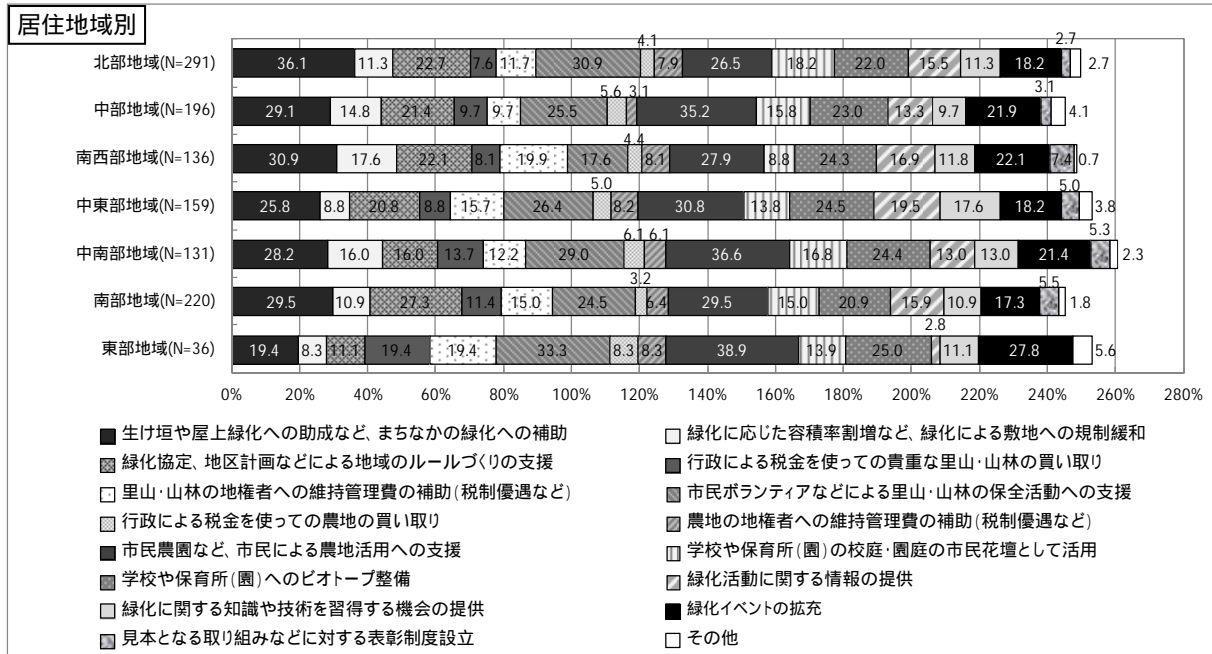 居住地域別
4.1 2.7
北部地域(N=291) 36.1 11.3 22.7 7.6 11.7 30.9 7.9 26.5 18.2 22.0 15.5 11.3 18.2 2.7
5.6 3.1 3.1
中部地域(N=196) 29.1 14.8 21.4 9.7 9.7 25.5 35.2 15.8 23.0 13.3 9.7 21.9 4.1
4.4
南西部地域(N=136) 30.9 17.6 22.1 8.1 19.9 17.6 8.1 27.9 8.8 24.3 16.9 11.8 22.1 7.4 0.7
5.0 5.0
中東部地域(N=159) 25.8 8.8 20.8 8.8 15.7 26.4 8.2 30.8 13.8 24.5 19.5 17.6 18.2 3.8
6.1 6.1 5.3
中南部地域(N=131) 28.2 16.0 16.0 13.7 12.2 29.0 36.6 16.8 24.4 13.0 13.0 21.4 2.3
3.2 5.5
南部地域(N=220) 29.5 10.9 27.3 11.4 15.0 24.5 6.4 29.5 15.0 20.9 15.9 10.9 17.3 1.8
2.8
東部地域(N=36) 19.4 8.3 11.1 19.4 19.4 33.3 8.3 8.3 38.9 13.9 25.0 11.1 27.8 5.6
0% 20% 40% 60% 80% 100% 120% 140% 160% 180% 200% 220% 240% 260% 280%
生け垣や屋上緑化への助成など、まちなかの緑化への補助 緑化に応じた容積率割増など、緑化による敷地への規制緩和
緑化協定、地区計画などによる地域のルールづくりの支援 行政による税金を使っての貴重な里山・山林の買い取り
里山・山林の地権者への維持管理費の補助(税制優遇など) 市民ボランティアなどによる里山・山林の保全活動への支援
行政による税金を使っての農地の買い取り 農地の地権者への維持管理費の補助(税制優遇など)
市民農園など、市民による農地活用への支援 学校や保育所(園)の校庭・園庭の市民花壇として活用
学校や保育所(園)へのビオトープ整備 緑化活動に関する情報の提供
緑化に関する知識や技術を習得する機会の提供 緑化イベントの拡充
見本となる取り組みなどに対する表彰制度設立 その他